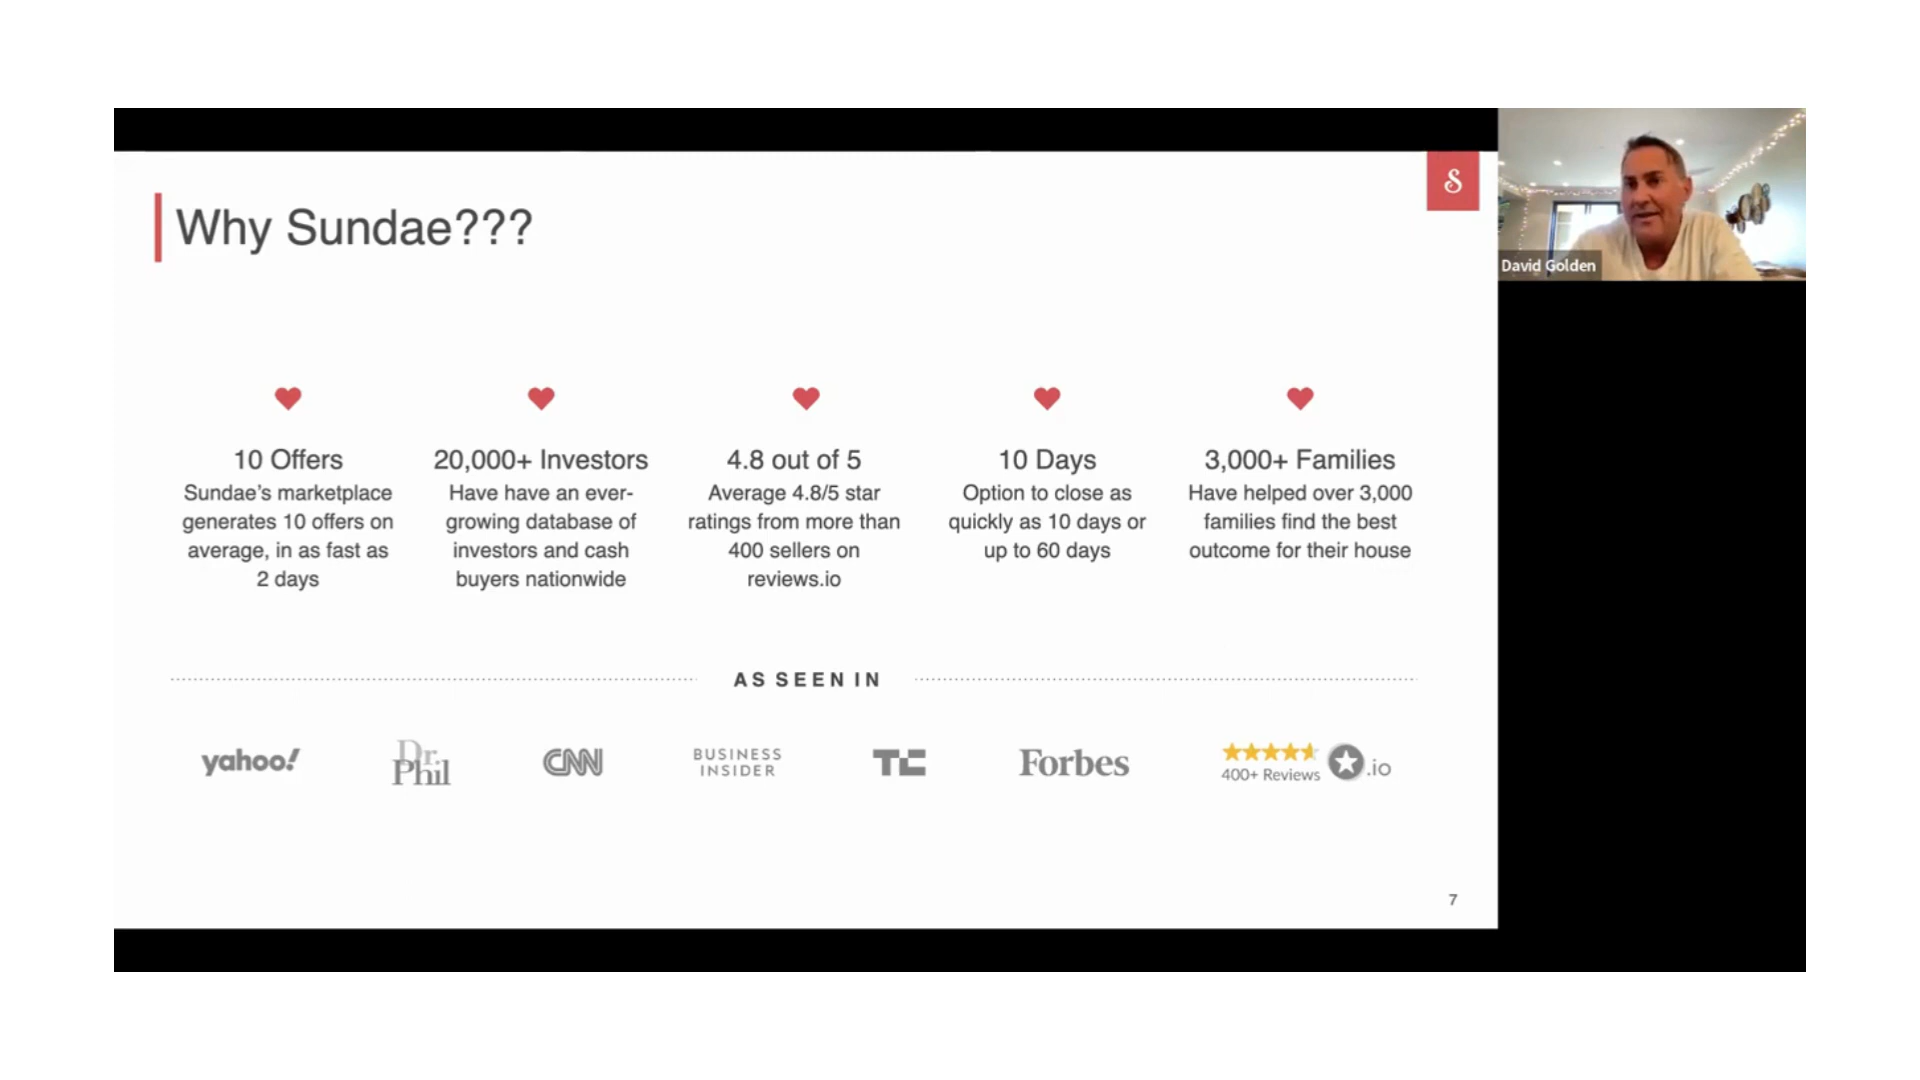 Why Sundae???
S
David Golden
10 Offers
Sundae’s marketplace
generates 10 offers on
average, in as fast as
2 days
20,000+ Investors
Have have an ever-
growing database of
investors and cash
buyers nationwide
4.8 out of 5
Average 4.8/5 star
ratings from more than
400 sellers on
reviews.io
10 Days
Option to close as
quickly as 10 days or
up to 60 days
3,000+ Families
Have helped over 3,000
families find the best
outcome for their house
AS SEEN IN
yahoo!
Dr.
Phil
CNN
BUSINESS
INSIDER
TC
Forbes
400+ Reviews
.io
7